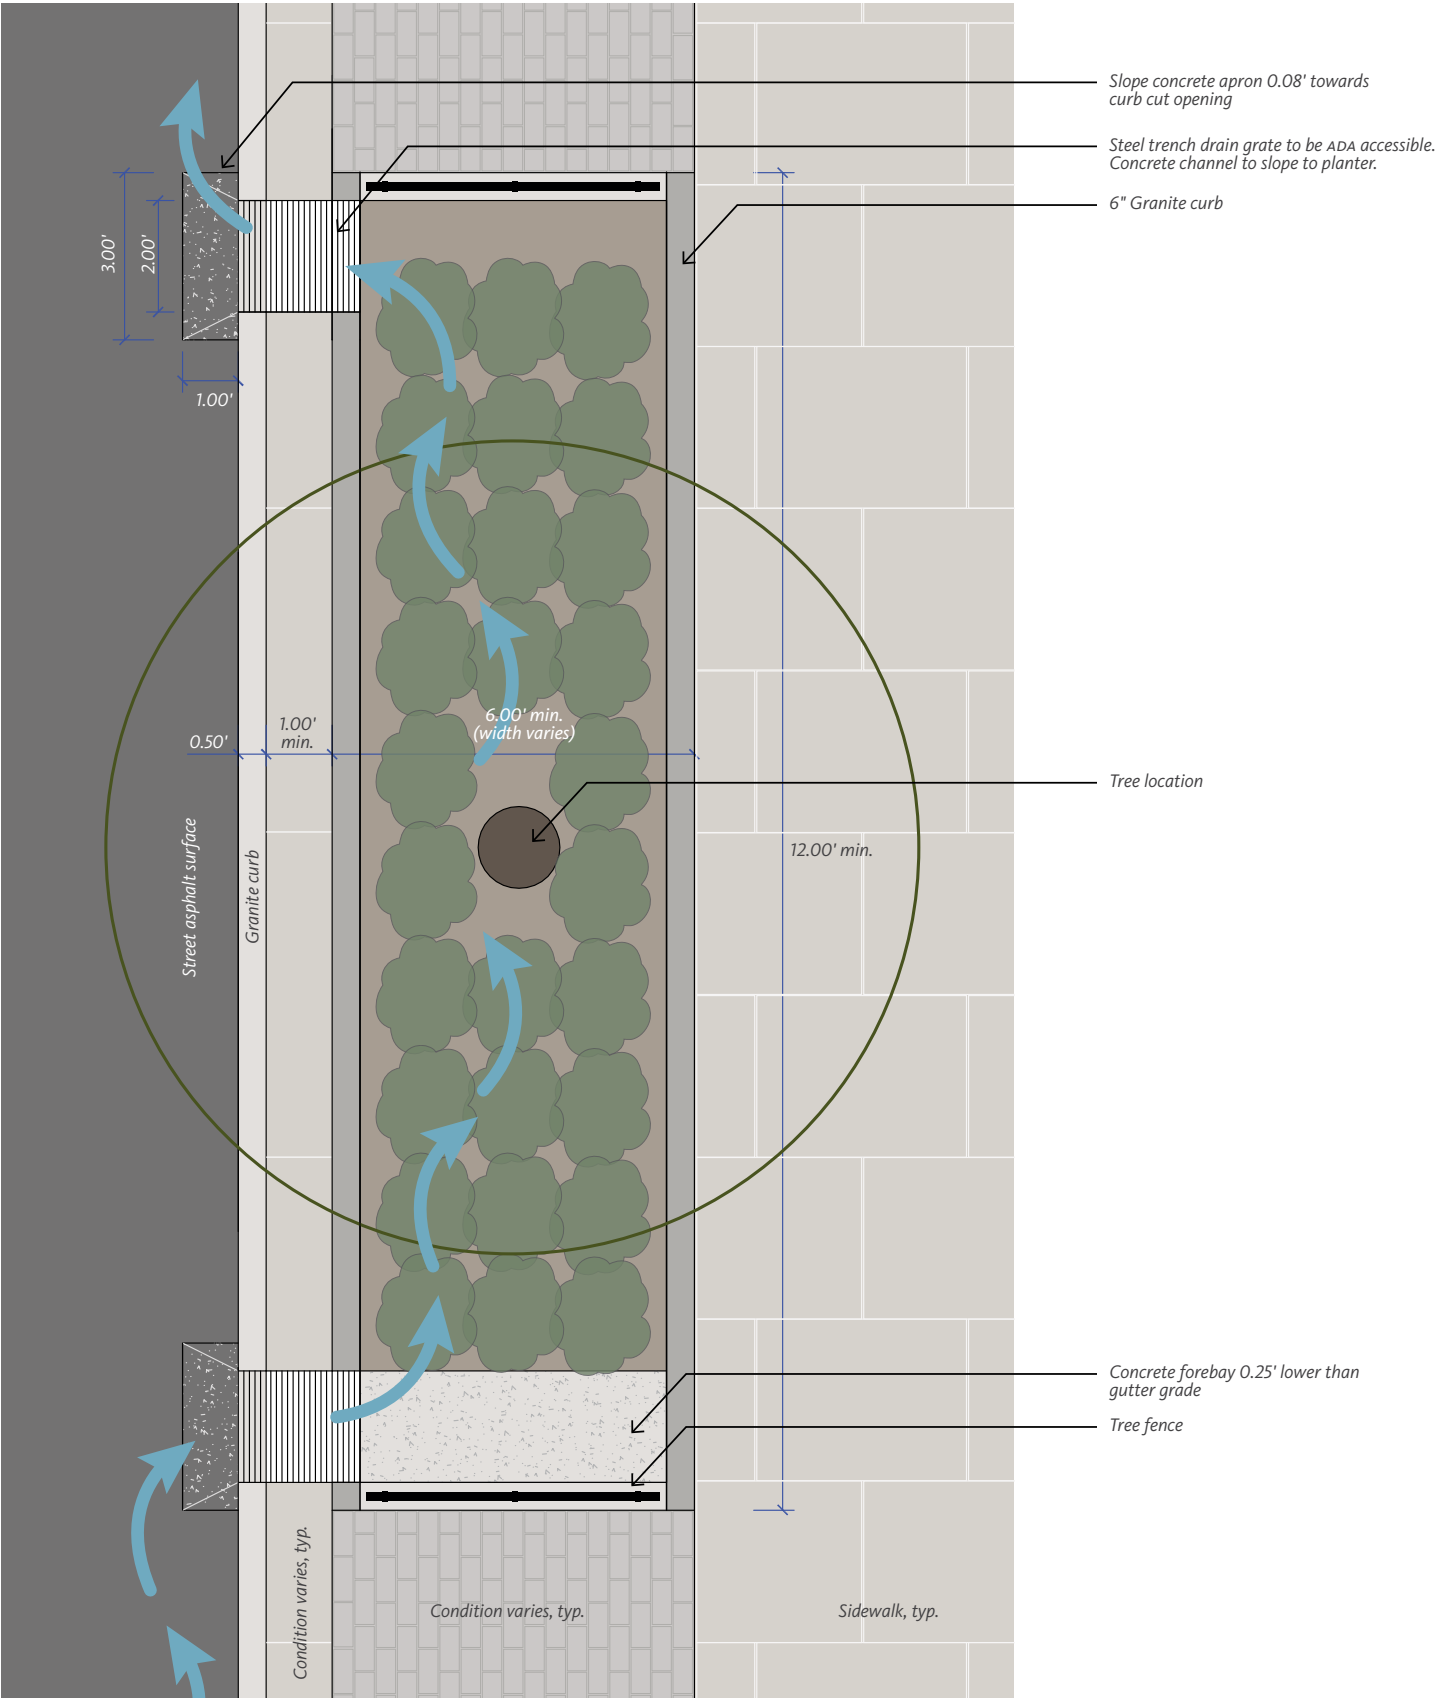 Slope concrete apron 0.08' towards
curb cut opening
Steel trench drain grate to be ADA accessible.
Concrete channel to slope to planter.
6" Granite curb
3.00'
2.00'
1.00'
0.50'
1.00'
min.
6.00' min.
(width varies)
Tree location
12.00' min.
Street asphalt surface
Granite curb
Concrete forebay 0.25' lower than
gutter grade
Tree fence
Condition varies, typ.
Condition varies, typ.
Sidewalk, typ.